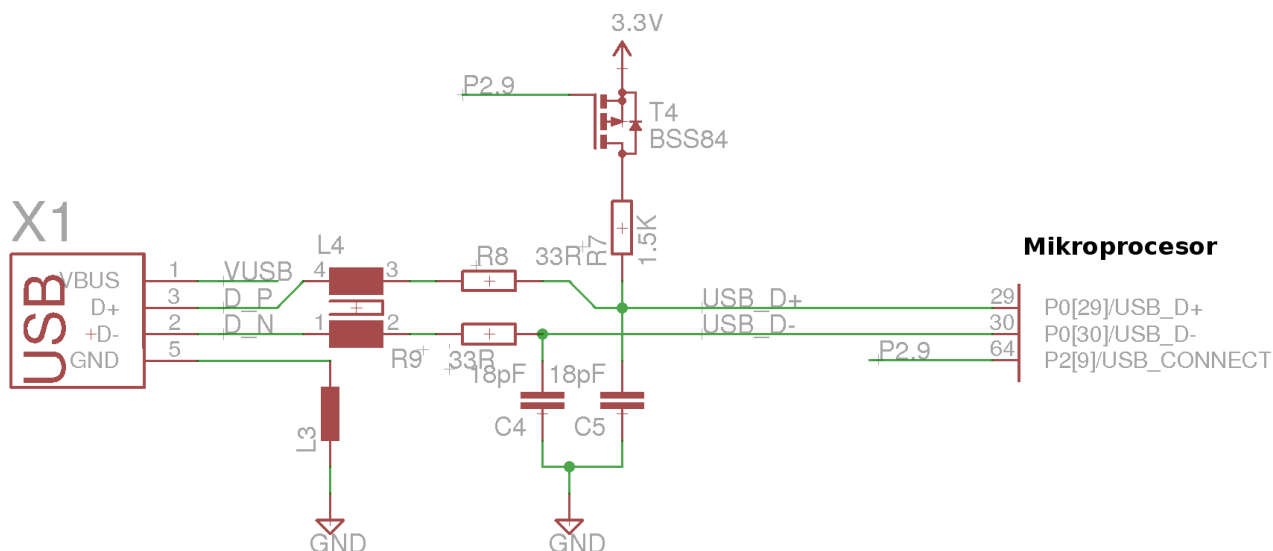 3.3V
P2.9
T4
BSS84
R7
1.5K
X1
USB
VBUS
D+
D-
GND
1
3
2
5
VUSB
D_P
D_N
L4
4
3
1
2
R8
33R
R9
33R
18pF
18pF
C4
C5
L3
GND
GND
USB_D+
USB_D-
P2.9
Mikroprocesor
29
30
64
P0[29]/USB_D+
P0[30]/USB_D-
P2[9]/USB_CONNECT